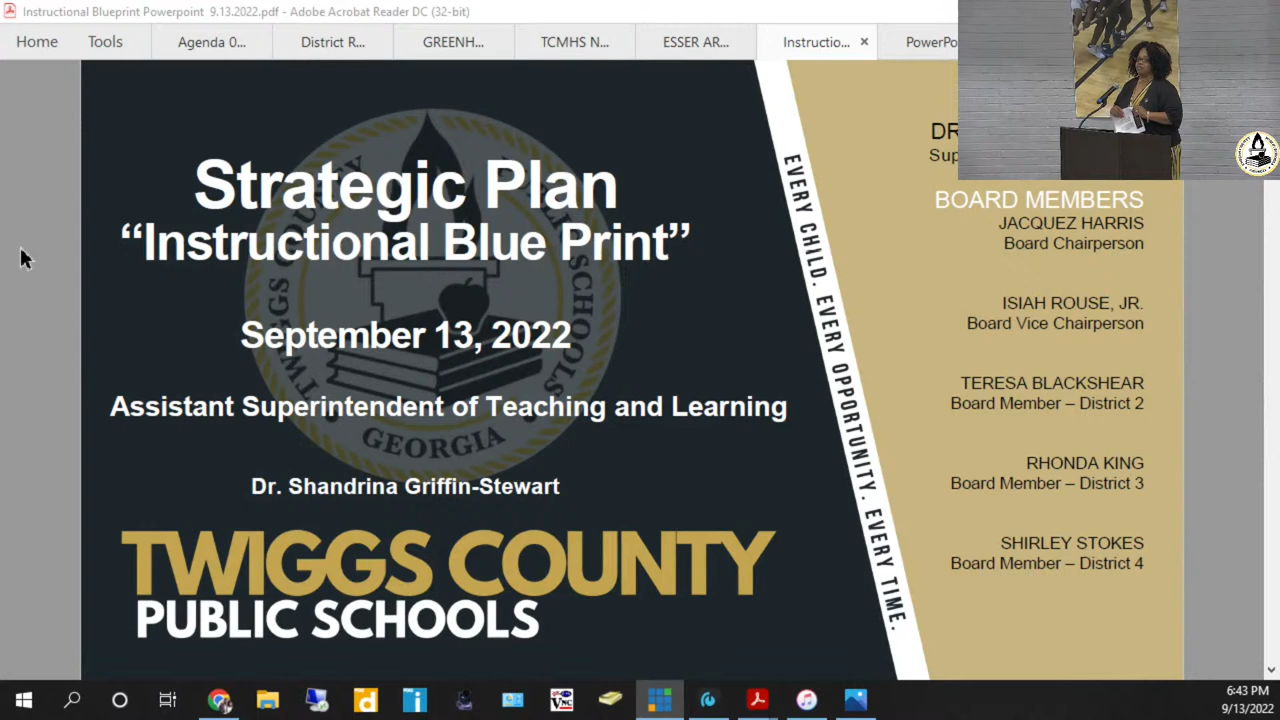 Instructional Blueprint Powerpoint 9.13.2022.pdf - Adobe Acrobat Reader DC (32-bit)
Home
Tools
Agenda 0...
District R...
GREENH...
TCMHS N...
ESSER AR...
Instructio...
PowerPo
Strategic Plan
“Instructional Blue Print”
September 13, 2022
Assistant Superintendent of Teaching and Learning
GEORGIA
Dr. Shandrina Griffin-Stewart
TWIGGS COUNTY
PUBLIC SCHOOLS
EVERY CHILD. EVERY OPPORTUNITY. EVERY TIME.
DR
Sup
BOARD MEMBERS
JACQUEZ HARRIS
Board Chairperson
ISIAH ROUSE, JR.
Board Vice Chairperson
TERESA BLACKSHEAR
Board Member – District 2
RHONDA KING
Board Member – District 3
SHIRLEY STOKES
Board Member – District 4
6:43 PM
9/13/2022